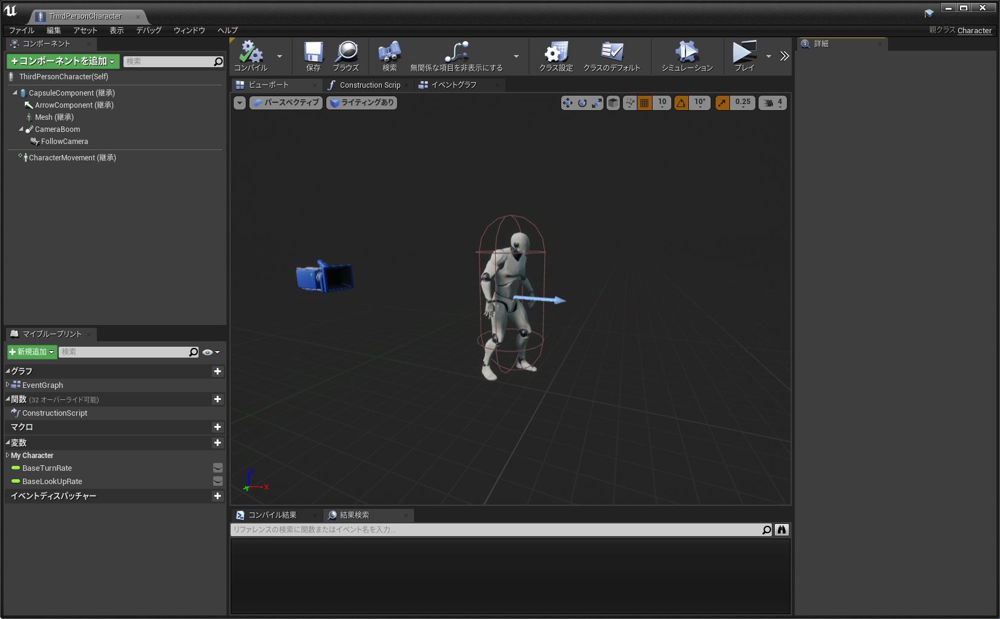 ThirdPersonCharacter
ファイル 編集 アセット 表示 デバッグ ウィンドウ ヘルプ
親クラス Character
コンポーネント
+コンポーネントを追加
検索
ThirdPersonCharacter(Self)
CapsuleComponent (継承)
ArrowComponent (継承)
Mesh (継承)
CameraBoom
FollowCamera
CharacterMovement (継承)
マイブループリント
+新規追加
検索
グラフ
EventGraph
関数 (32 オーバーライド可能)
ConstructionScript
マクロ
変数
My Character
BaseTurnRate
BaseLookUpRate
イベントディスパッチャー
コンパイル 保存 ブラウズ 検索 無関係な項目を非表示にする クラス設定 クラスのデフォルト シミュレーション プレイ
ビューポート Construction Scrip イベントグラフ
パースペクティブ ライティングあり 10 10° 0.25 4
Z
X
Y
コンパイル結果 結果検索
リファレンスの検索に関数またはイベント名を入力...
詳細